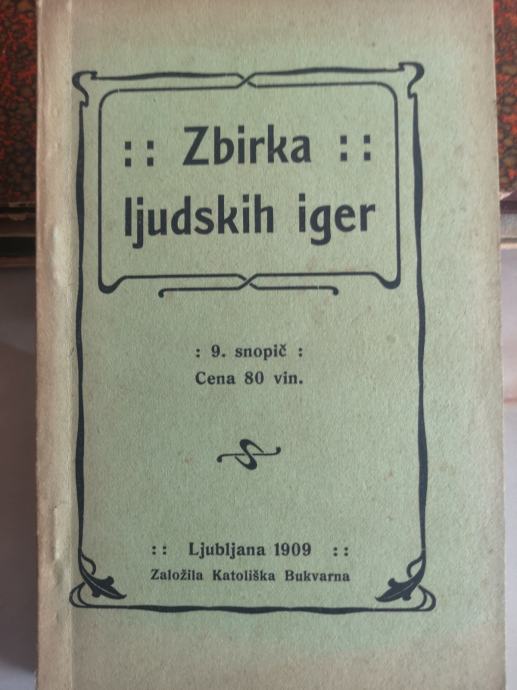 :: Zbirka ::
ljudskih iger
: 9. snopič :
Cena 80 vin.
:: Ljubljana 1909 ::
Založila Katoliška Bukvarna